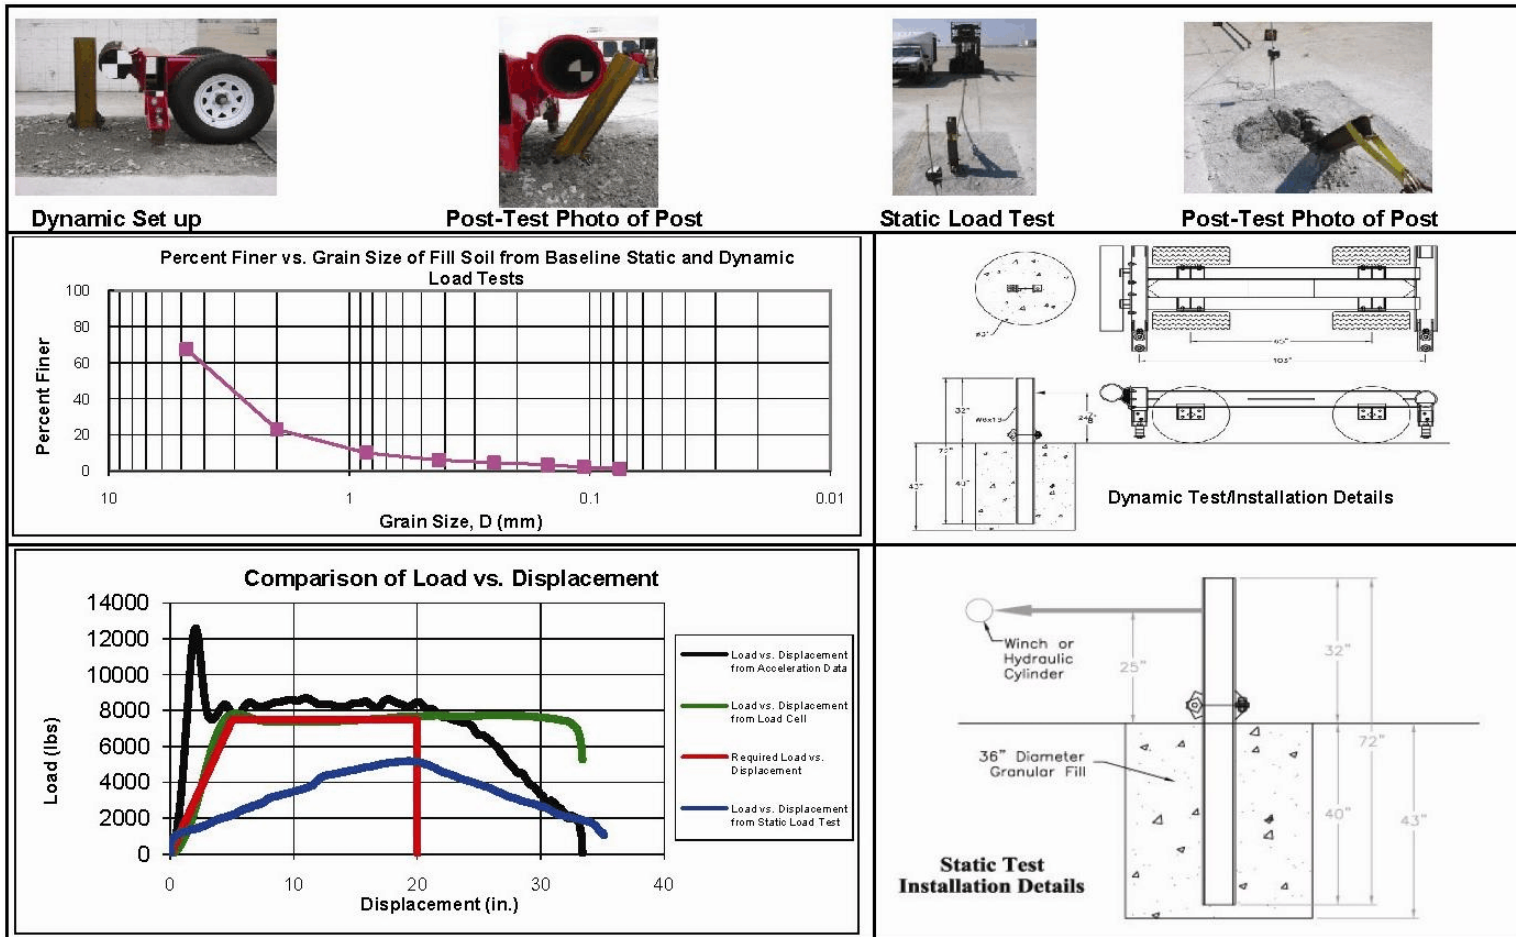 Dynamic Set up
Post-Test Photo of Post
Static Load Test
Post-Test Photo of Post
Percent Finer vs. Grain Size of Fill Soil from Baseline Static and Dynamic
Load Tests
100
80
60
40
20
0
Percent Finer
10
1
0.1
0.01
Grain Size, D (mm)
65"
103"
32"
W6x15
40"
43"
Dynamic Test/Installation Details
Comparison of Load vs. Displacement
14000
12000
10000
8000
6000
4000
2000
0
Load (lbs)
0
10
20
30
40
Displacement (in.)
Load vs. Displacement
from Acceleration Data
Load vs. Displacement
from Load Cell
Required Load vs.
Displacement
Load vs. Displacement
from Static Load Test
Winch or
Hydraulic
Cylinder
25"
32"
72"
36" Diameter
Granular Fill
40"
43"
Static Test
Installation Details